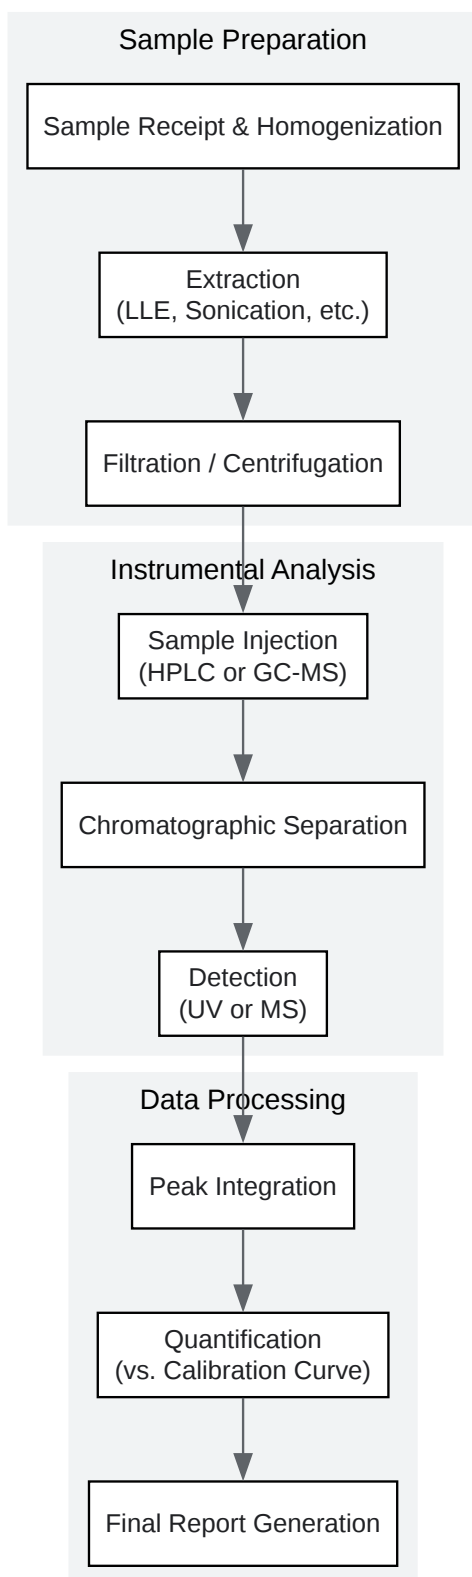 Sample Preparation
Sample Receipt & Homogenization
Extraction
(LLE, Sonication, etc.)
Filtration / Centrifugation
Instrumental Analysis
Sample Injection
(HPLC or GC-MS)
Chromatographic Separation
Detection
(UV or MS)
Data Processing
Peak Integration
Quantification
(vs. Calibration Curve)
Final Report Generation